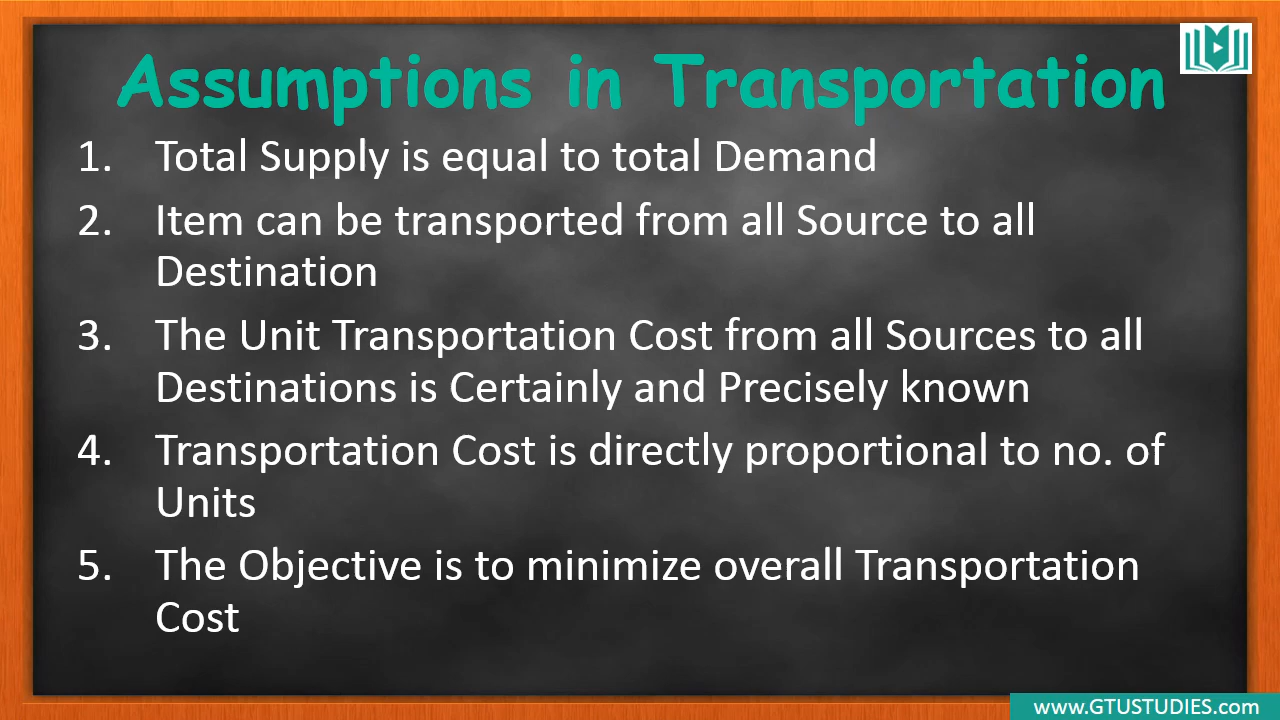 Assumptions in Transportation
1. Total Supply is equal to total Demand
2. Item can be transported from all Source to all
Destination
3. The Unit Transportation Cost from all Sources to all
Destinations is Certainly and Precisely known
4. Transportation Cost is directly proportional to no. of
Units
5. The Objective is to minimize overall Transportation
Cost
www.GTUSTUDIES.com